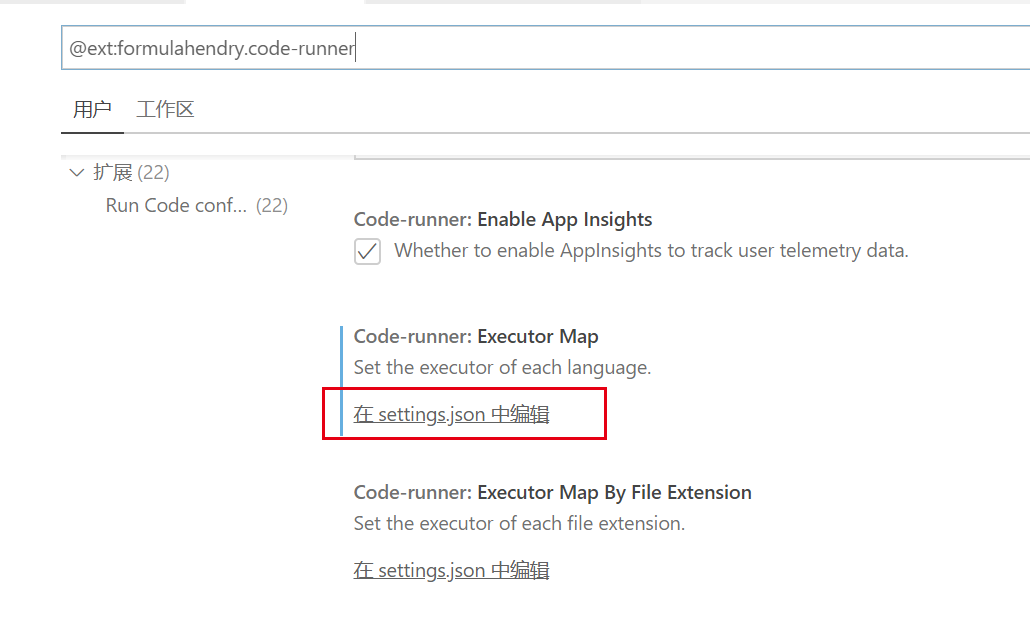 @ext:formulahendry.code-runner
用户 工作区
扩展 (22)
Run Code conf... (22)
Code-runner: Enable App Insights
Whether to enable AppInsights to track user telemetry data.
Code-runner: Executor Map
Set the executor of each language.
在 settings.json 中编辑
Code-runner: Executor Map By File Extension
Set the executor of each file extension.
在 settings.json 中编辑